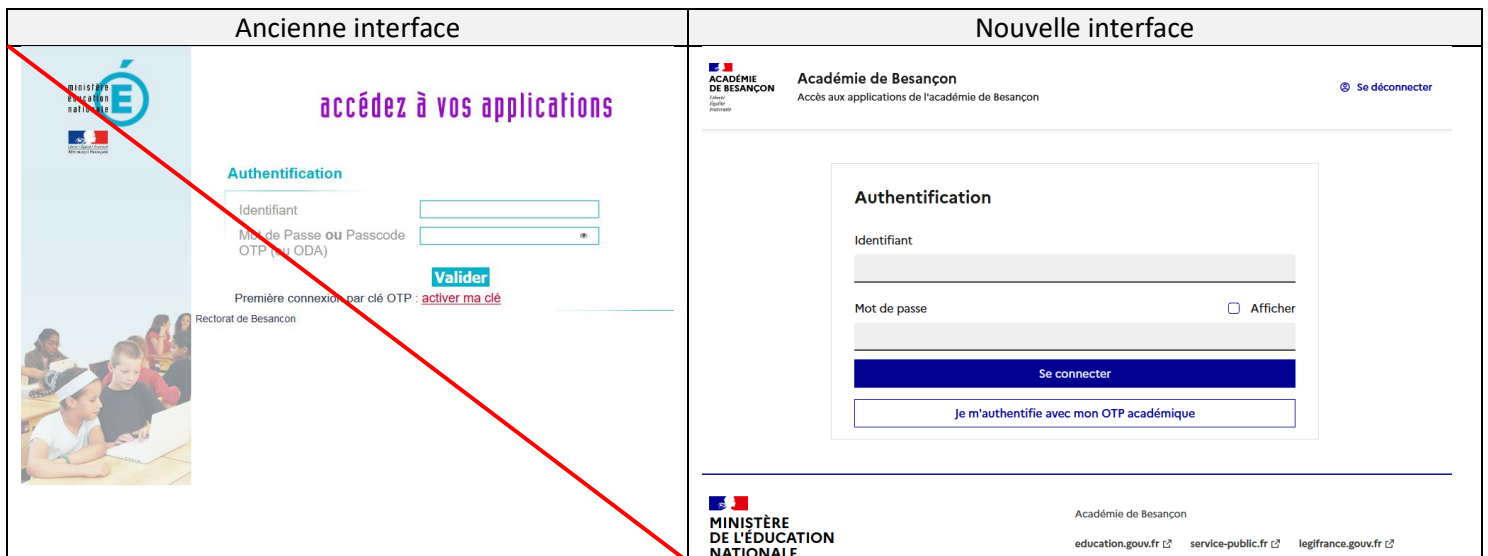 Ancienne interface
Nouvelle interface
ministère
éducation
nationale
É
accédez à vos applications
Authentification
Identifiant
Mot de Passe ou Passcode
OTP (ou ODA)
Valider
Première connexion par clé OTP : activer ma clé
Rectorat de Besancon
ACADÉMIE
DE BESANÇON
Liberté
Égalité
Fraternité
Académie de Besançon
Accès aux applications de l'académie de Besançon
Se déconnecter
Authentification
Identifiant
Mot de passe
Afficher
Se connecter
Je m'authentifie avec mon OTP académique
MINISTÈRE
DE L'ÉDUCATION
NATIONALE
Académie de Besançon
education.gouv.fr
service-public.fr
legifrance.gouv.fr